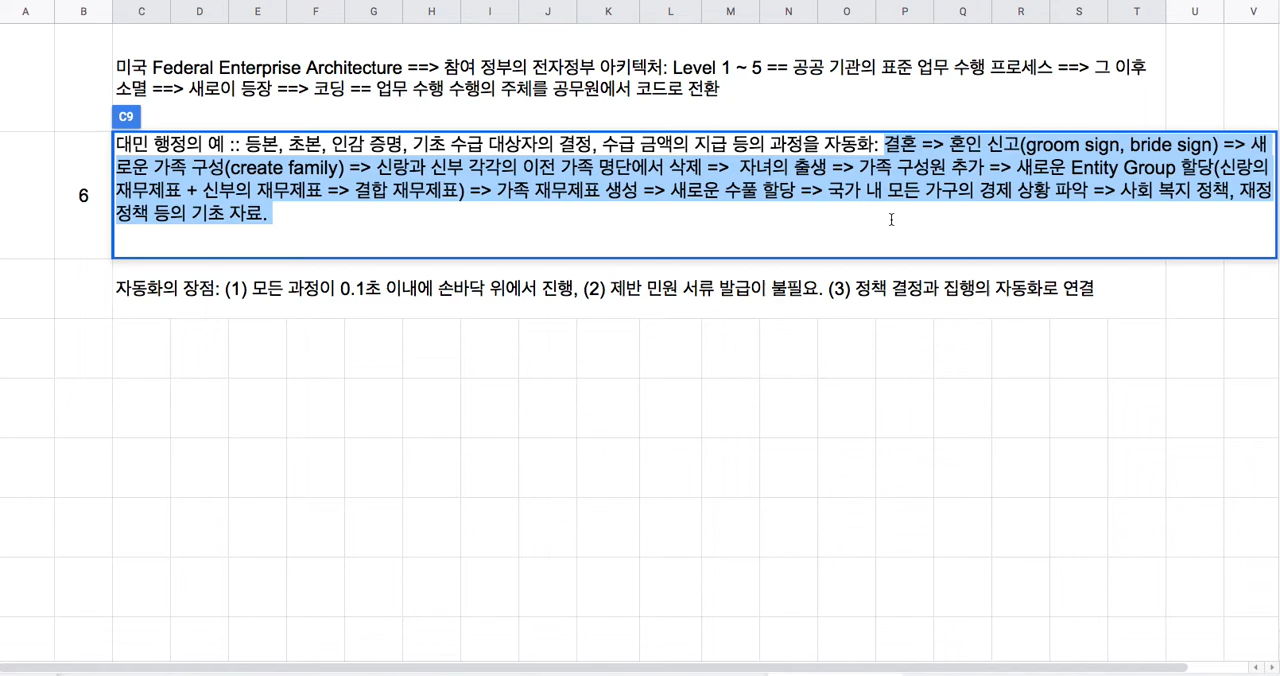 A B C D E F G H I J K L M N O P Q R S T U V
미국 Federal Enterprise Architecture ==> 참여 정부의 전자정부 아키텍처: Level 1 ~ 5 == 공공 기관의 표준 업무 수행 프로세스 ==> 그 이후
소멸 ==> 새로이 등장 ==> 코딩 == 업무 수행 수행의 주체를 공무원에서 코드로 전환
C9
대민 행정의 예 :: 등본, 초본, 인감 증명, 기초 수급 대상자의 결정, 수급 금액의 지급 등의 과정을 자동화: 결혼 => 혼인 신고(groom sign, bride sign) => 새
로운 가족 구성(create family) => 신랑과 신부 각각의 이전 가족 명단에서 삭제 => 자녀의 출생 => 가족 구성원 추가 => 새로운 Entity Group 할당(신랑의
6 재무제표 + 신부의 재무제표 => 결합 재무제표) => 가족 재무제표 생성 => 새로운 수풀 할당 => 국가 내 모든 가구의 경제 상황 파악 => 사회 복지 정책, 재정
정책 등의 기초 자료.
자동화의 장점: (1) 모든 과정이 0.1초 이내에 손바닥 위에서 진행, (2) 제반 민원 서류 발급이 불필요. (3) 정책 결정과 집행의 자동화로 연결